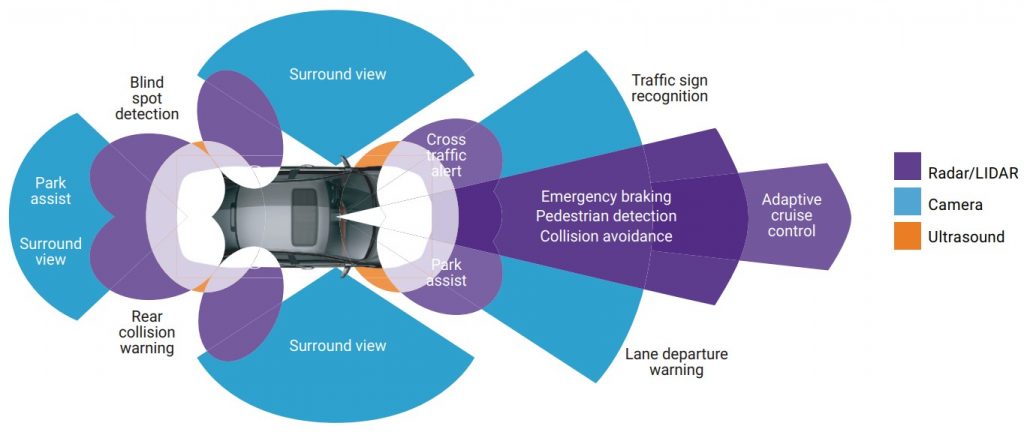 Surround view
Blind
spot
detection
Traffic sign
recognition
Cross
traffic
alert
Park
assist
Surround
view
Emergency braking
Pedestrian detection
Collision avoidance
Adaptive
cruise
control
Radar/LIDAR
Camera
Ultrasound
Park
assist
Rear
collision
warning
Surround view
Lane departure
warning